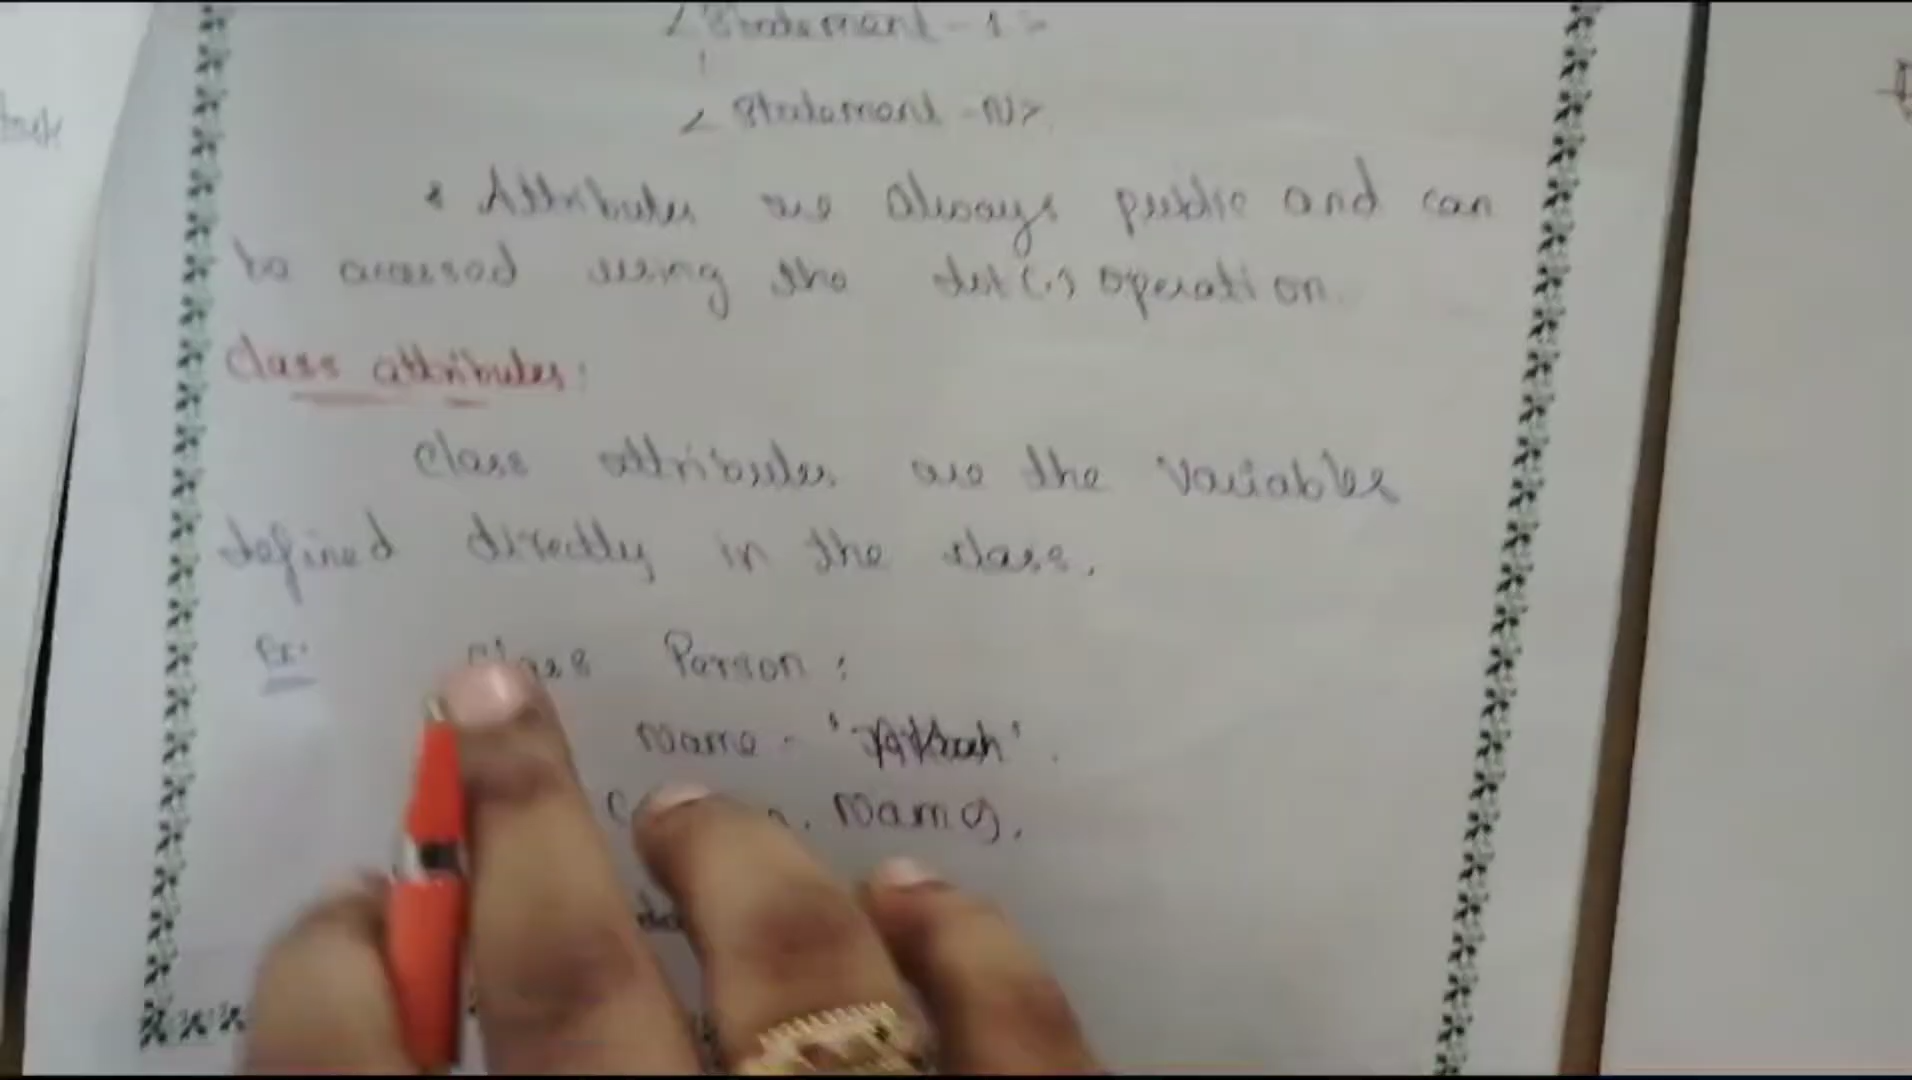 <Statement-1>
<Statement-N>
* Attributes are always public and can
be accessed using the dot(.) operation.
Class attributes:
Class attributes are the variables
defined directly in the class.
Ex: Class Person:
Name = '
. Name).